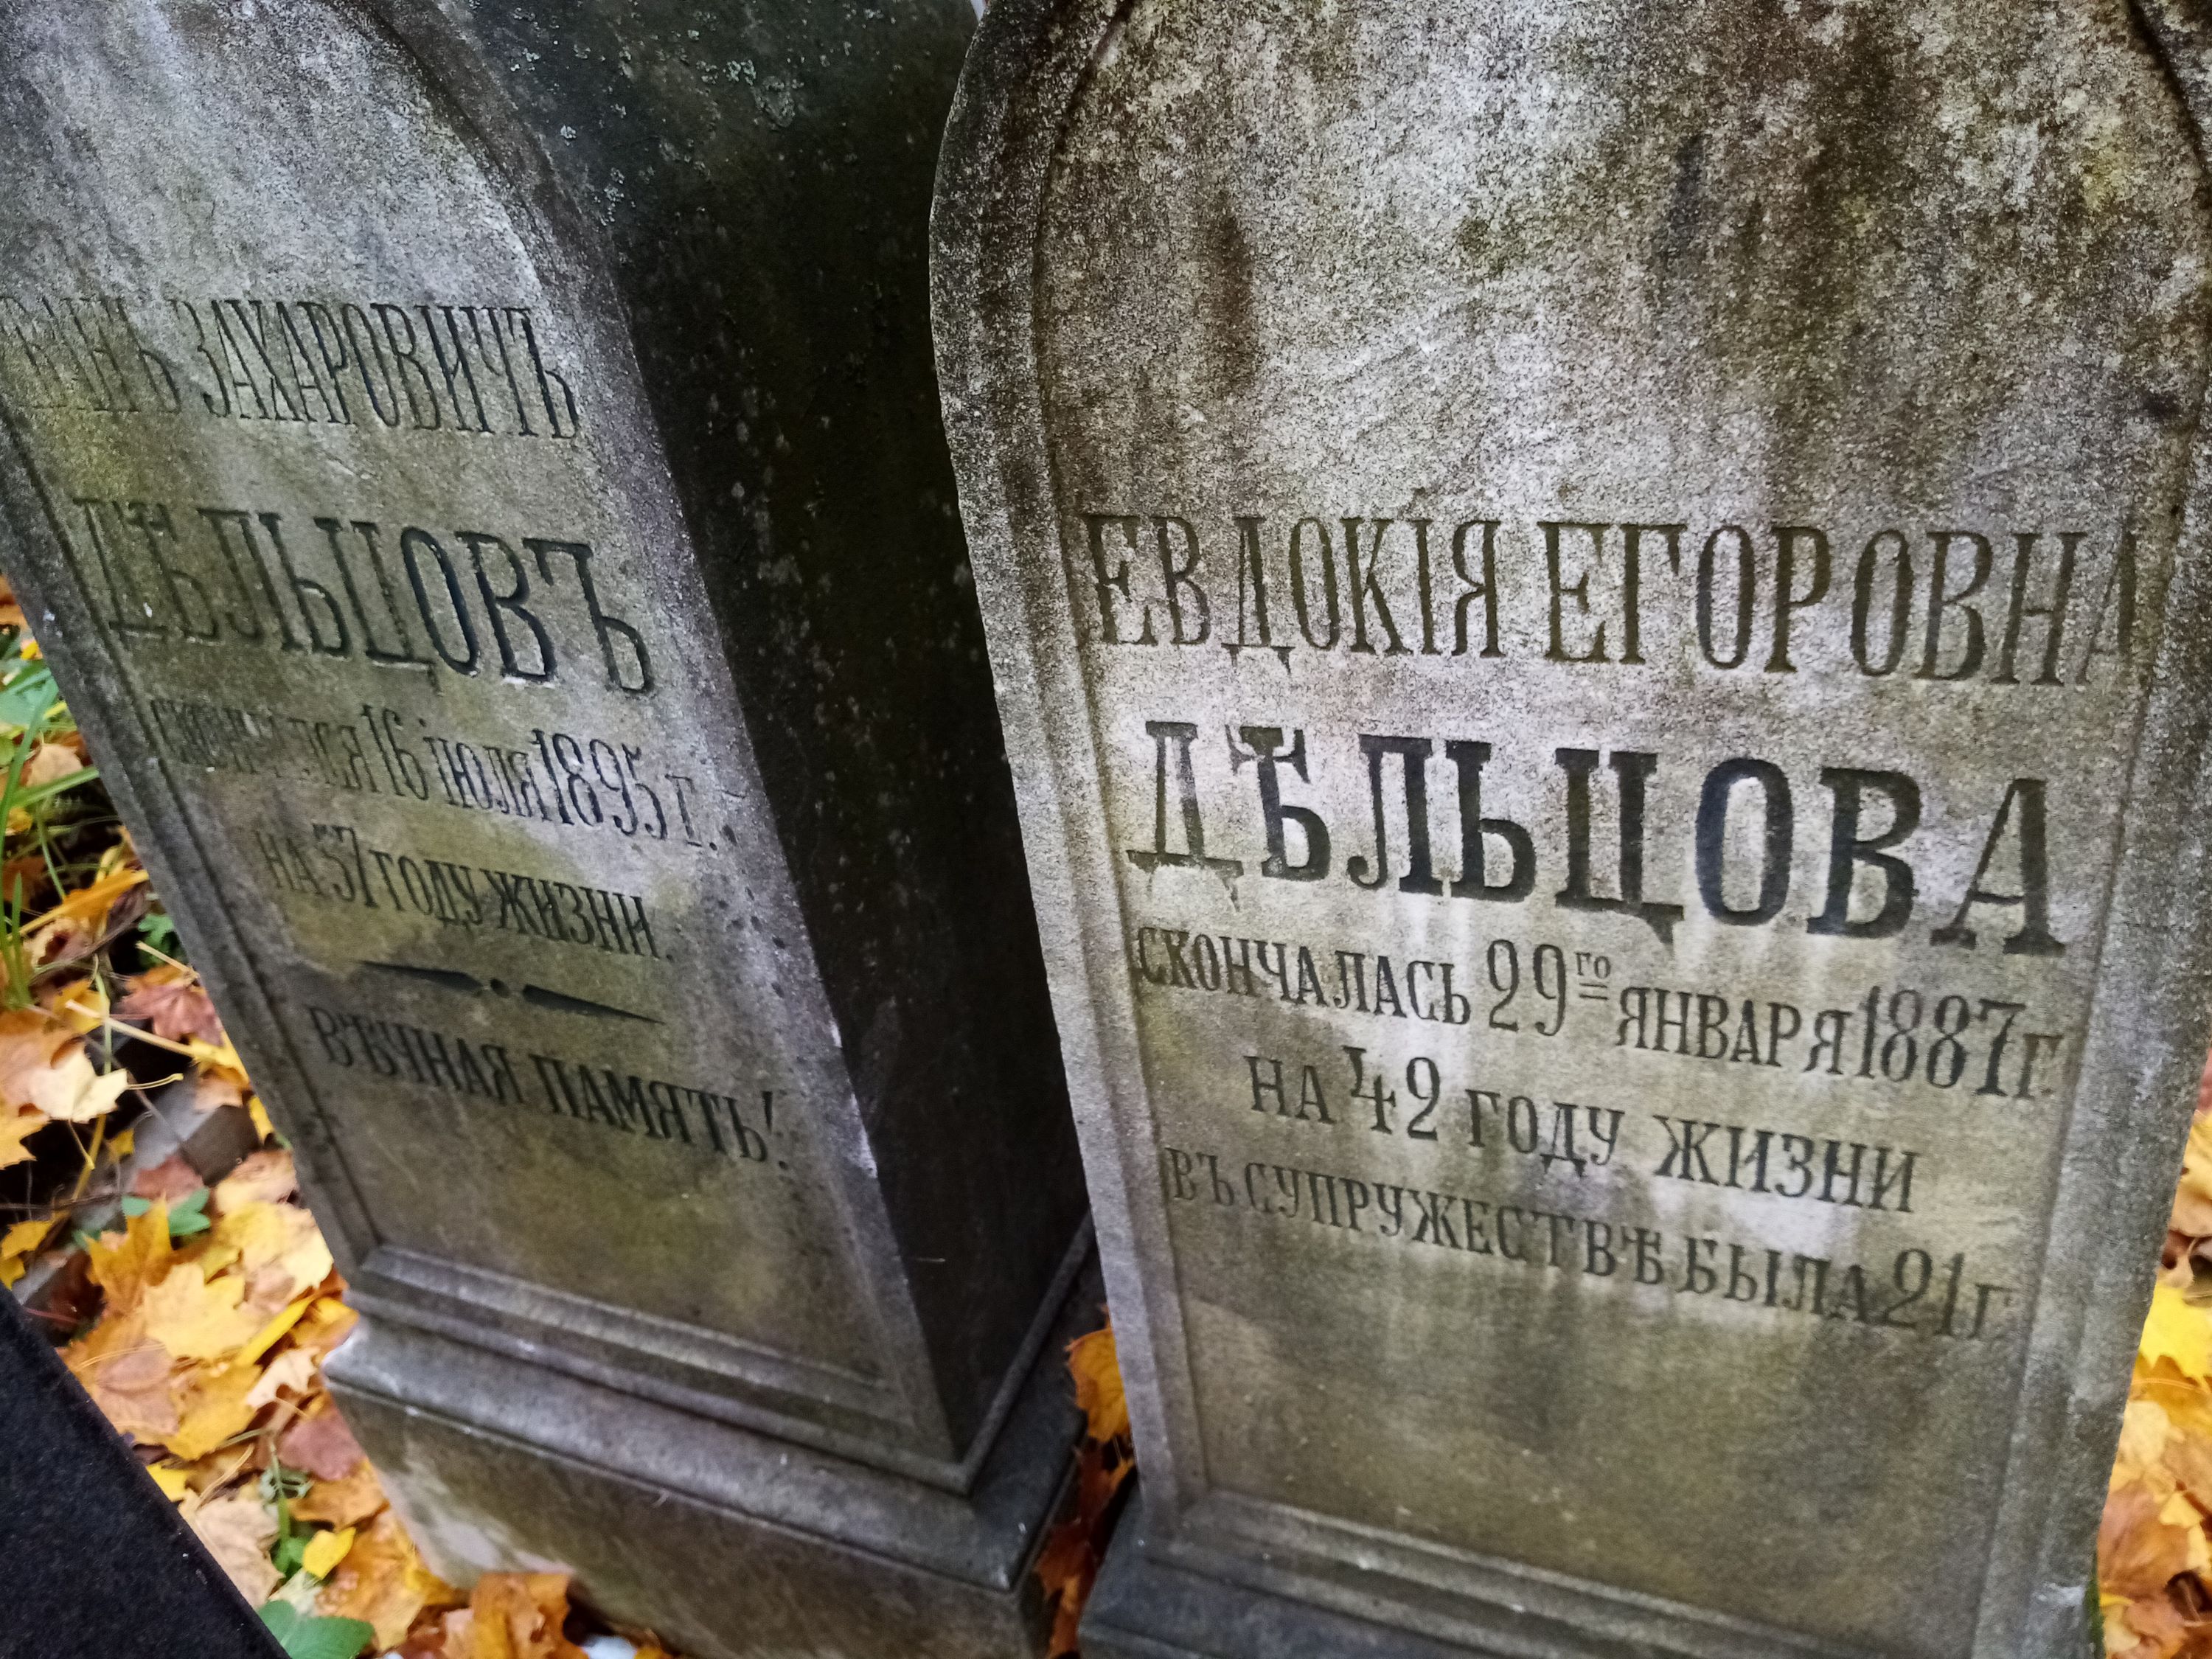 ЗАХАРОВИЧЪ
ДѢЛЬЦОВЪ
СКОНЧАЛСЯ 16 ІЮЛЯ 1895 Г.
НА 57 ГОДУ ЖИЗНИ.
ВѢЧНАЯ ПАМЯТЬ!
ЕВДОКІЯ ЕГОРОВНА
ДѢЛЬЦОВА
СКОНЧАЛАСЬ 29ГО ЯНВАРЯ 1887 Г.
НА 42 ГОДУ ЖИЗНИ
ВЪ СУПРУЖЕСТВѢ БЫЛА 21 Г.